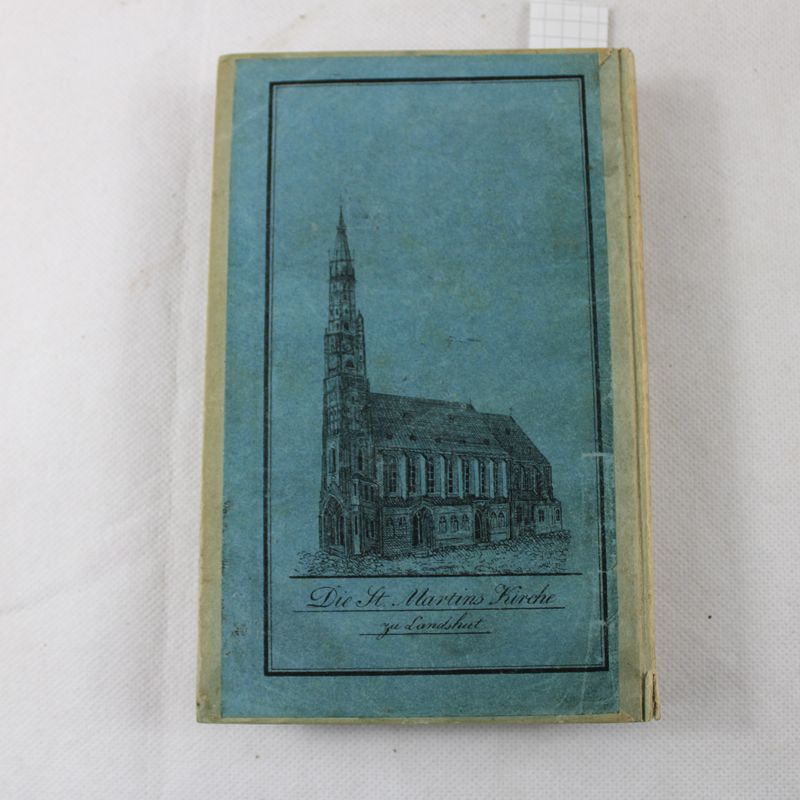 Die St. Martins Kirche
zu Landshut